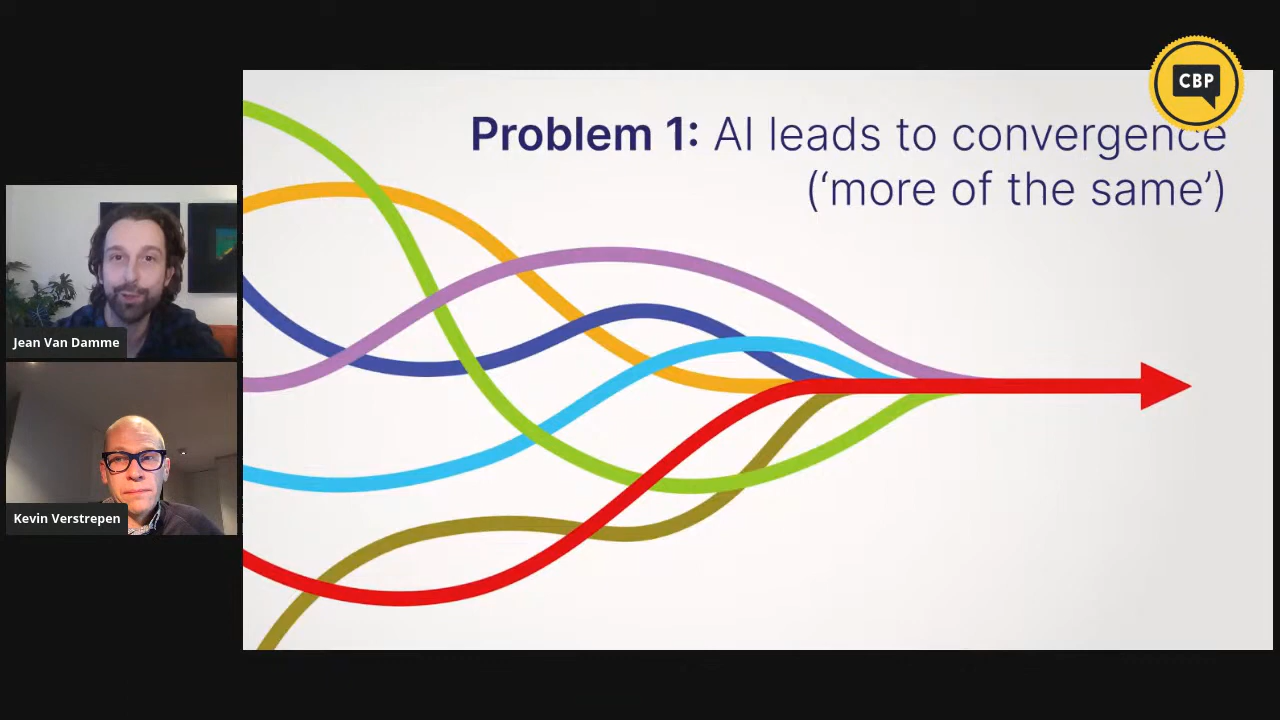 CBP
Problem 1: AI leads to convergence
(‘more of the same’)
Jean Van Damme
Kevin Verstrepen